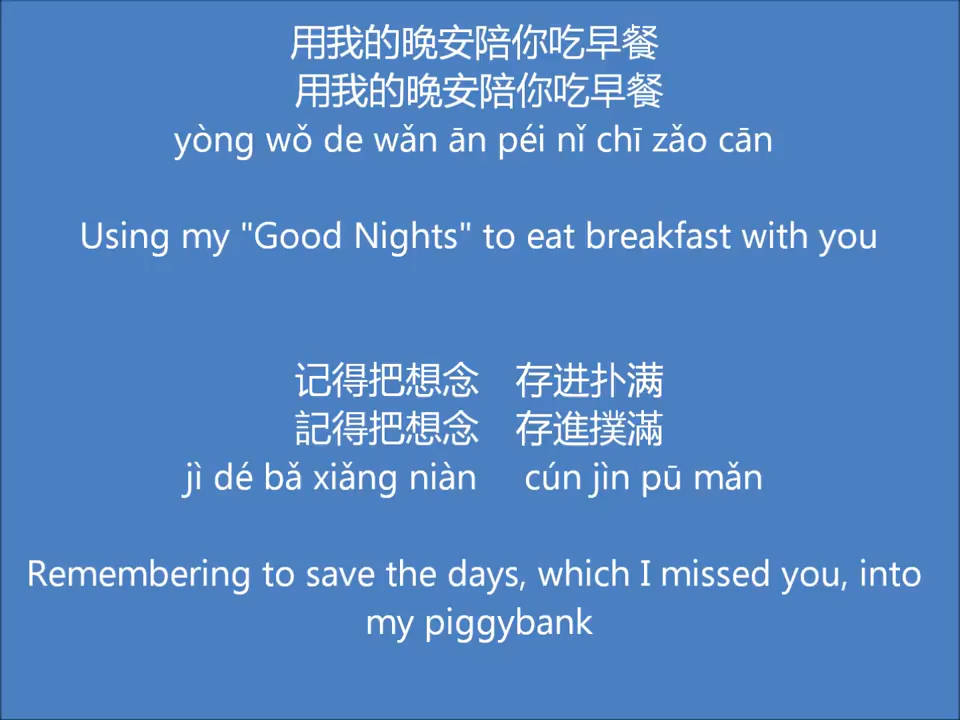 用我的晚安陪你吃早餐
用我的晚安陪你吃早餐
yòng wǒ de wǎn ān péi nǐ chī zǎo cān
Using my "Good Nights" to eat breakfast with you
记得把想念　存进扑满
記得把想念　存進撲滿
jì dé bǎ xiǎng niàn cún jìn pū mǎn
Remembering to save the days, which I missed you, into
my piggybank